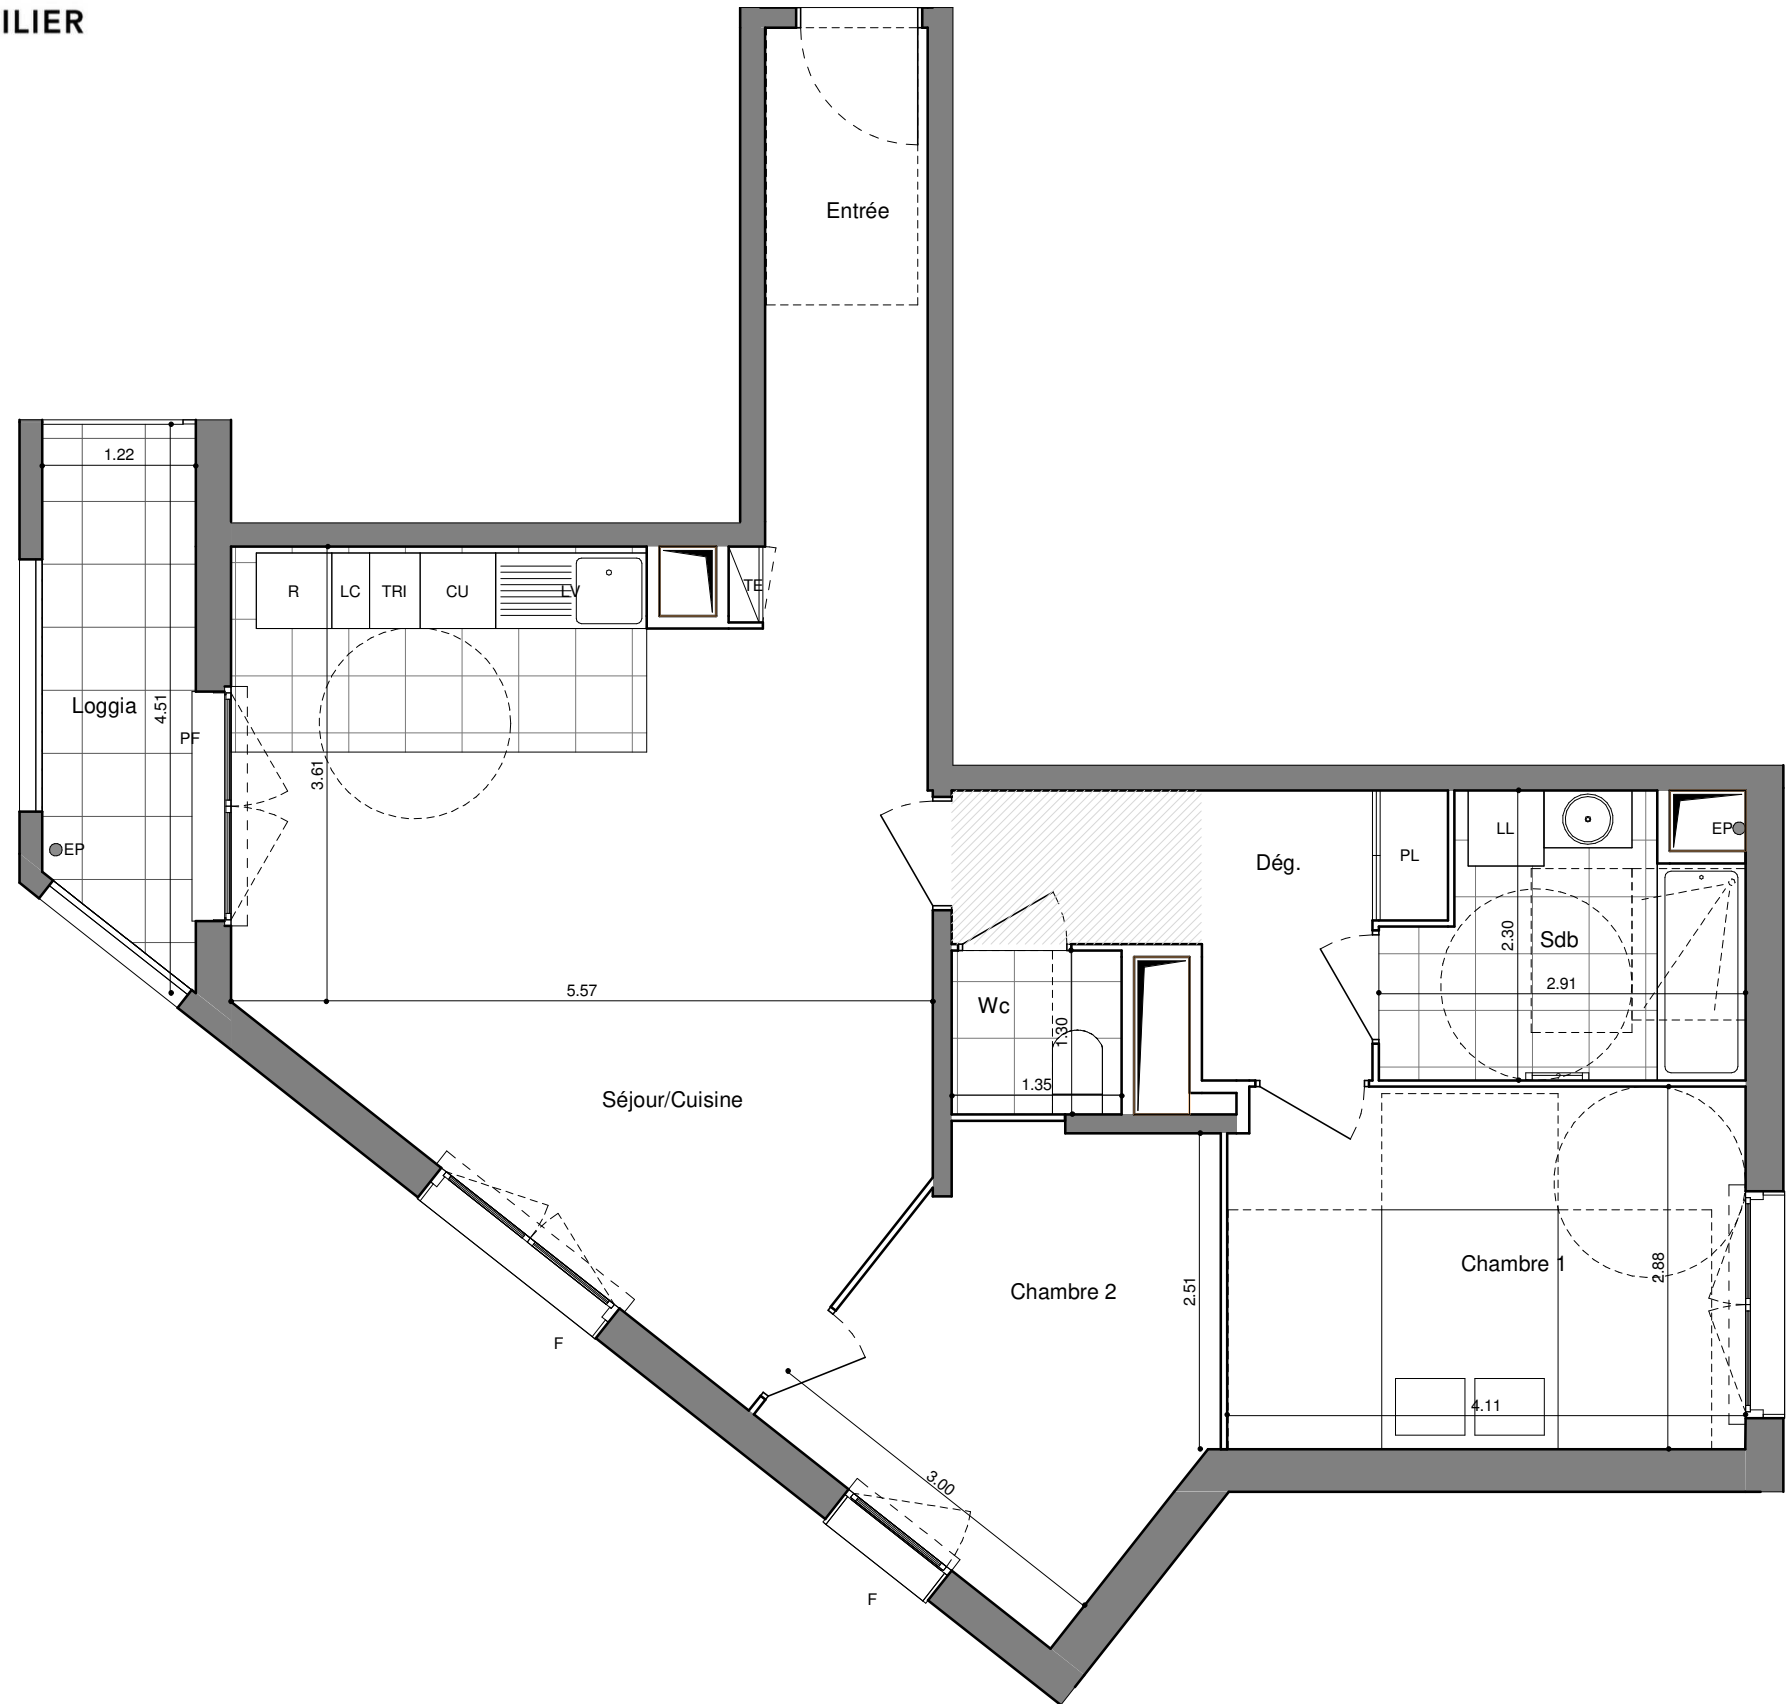 ILIER
Entrée
1.22
R
LC
TRI
CU
LV
TE
Loggia
4.51
PF
3.61
EP
Dég.
PL
LL
EP
Sdb
2.30
2.91
5.57
Wc
1.30
1.35
Séjour/Cuisine
Chambre 2
2.51
Chambre 1
2.88
F
4.11
3.00
F